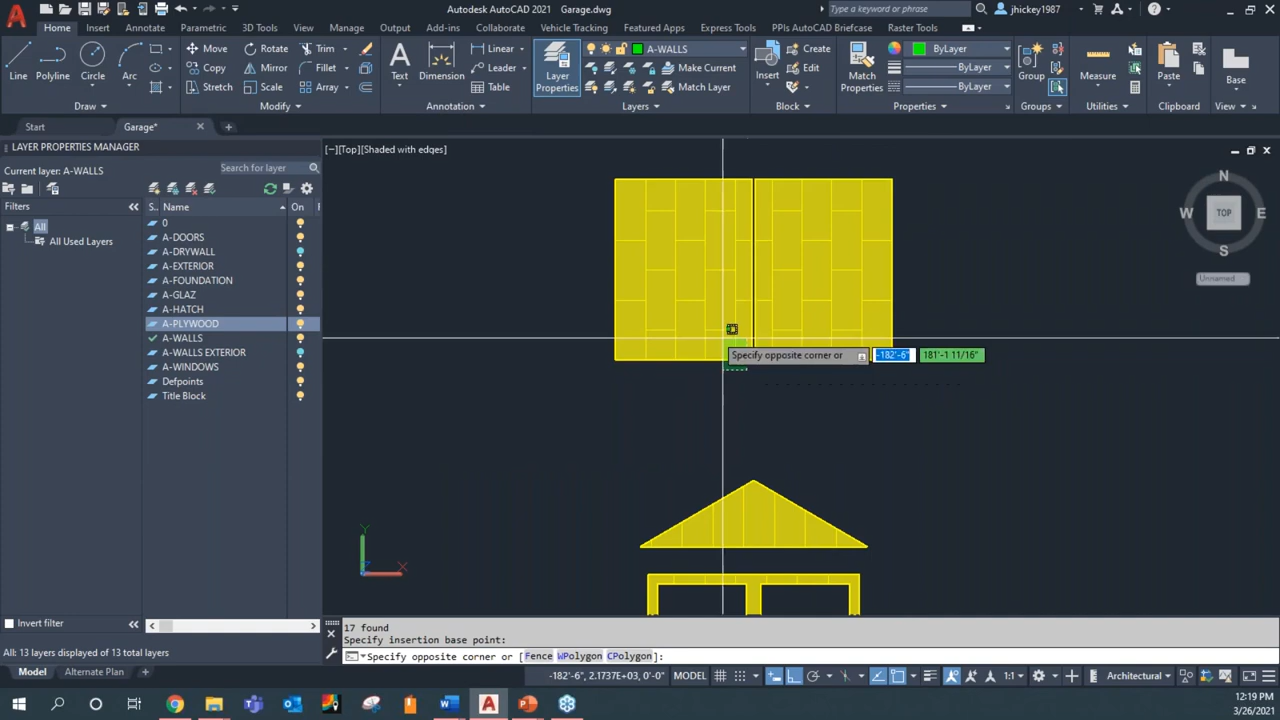 Autodesk AutoCAD 2021 Garage.dwg
Type a keyword or phrase
jhickey1987
Home Insert Annotate Parametric 3D Tools View Manage Output Add-ins Collaborate Vehicle Tracking Featured Apps Express Tools PPIs AutoCAD Briefcase Raster Tools
Line
Polyline
Circle
Arc
Draw
Move
Rotate
Trim
Copy
Mirror
Fillet
Stretch
Scale
Array
Modify
Text
Dimension
Linear
Leader
Table
Annotation
Layer
Properties
A-WALLS
Make Current
Match Layer
Layers
Insert
Create
Edit
Block
Match
Properties
ByLayer
ByLayer
ByLayer
Properties
Group
Groups
Measure
Utilities
Paste
Clipboard
Base
View
Start
Garage*
LAYER PROPERTIES MANAGER
Current layer: A-WALLS
Search for layer
Filters
All
All Used Layers
S.. Name On F
0
A-DOORS
A-DRYWALL
A-EXTERIOR
A-FOUNDATION
A-GLAZ
A-HATCH
A-PLYWOOD
A-WALLS
A-WALLS EXTERIOR
A-WINDOWS
Defpoints
Title Block
Invert filter
All: 13 layers displayed of 13 total layers
[−][Top][Shaded with edges]
N
W TOP E
S
Unnamed
Specify opposite corner or -182'-6" 181'-1 11/16"
Y
X
17 found
Specify insertion base point:
Specify opposite corner or [Fence WPolygon CPolygon]:
Model Alternate Plan
-182'-6", 2.1737E+03, 0'-0" MODEL 1:1 Architectural
12:19 PM
3/26/2021